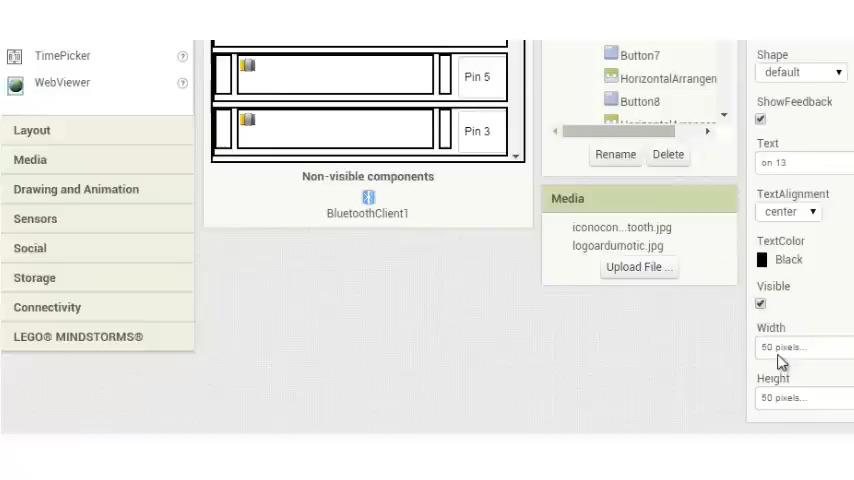 TimePicker
WebViewer
Layout
Media
Drawing and Animation
Sensors
Social
Storage
Connectivity
LEGO® MINDSTORMS®
Pin 5
Pin 3
Non-visible components
BluetoothClient1
Button7
HorizontalArrangen
Button8
Rename
Delete
Media
iconocon...tooth.jpg
logoardumotic.jpg
Upload File ...
Shape
default
ShowFeedback
Text
on 13
TextAlignment
center
TextColor
Black
Visible
Width
50 pixels...
Height
50 pixels...